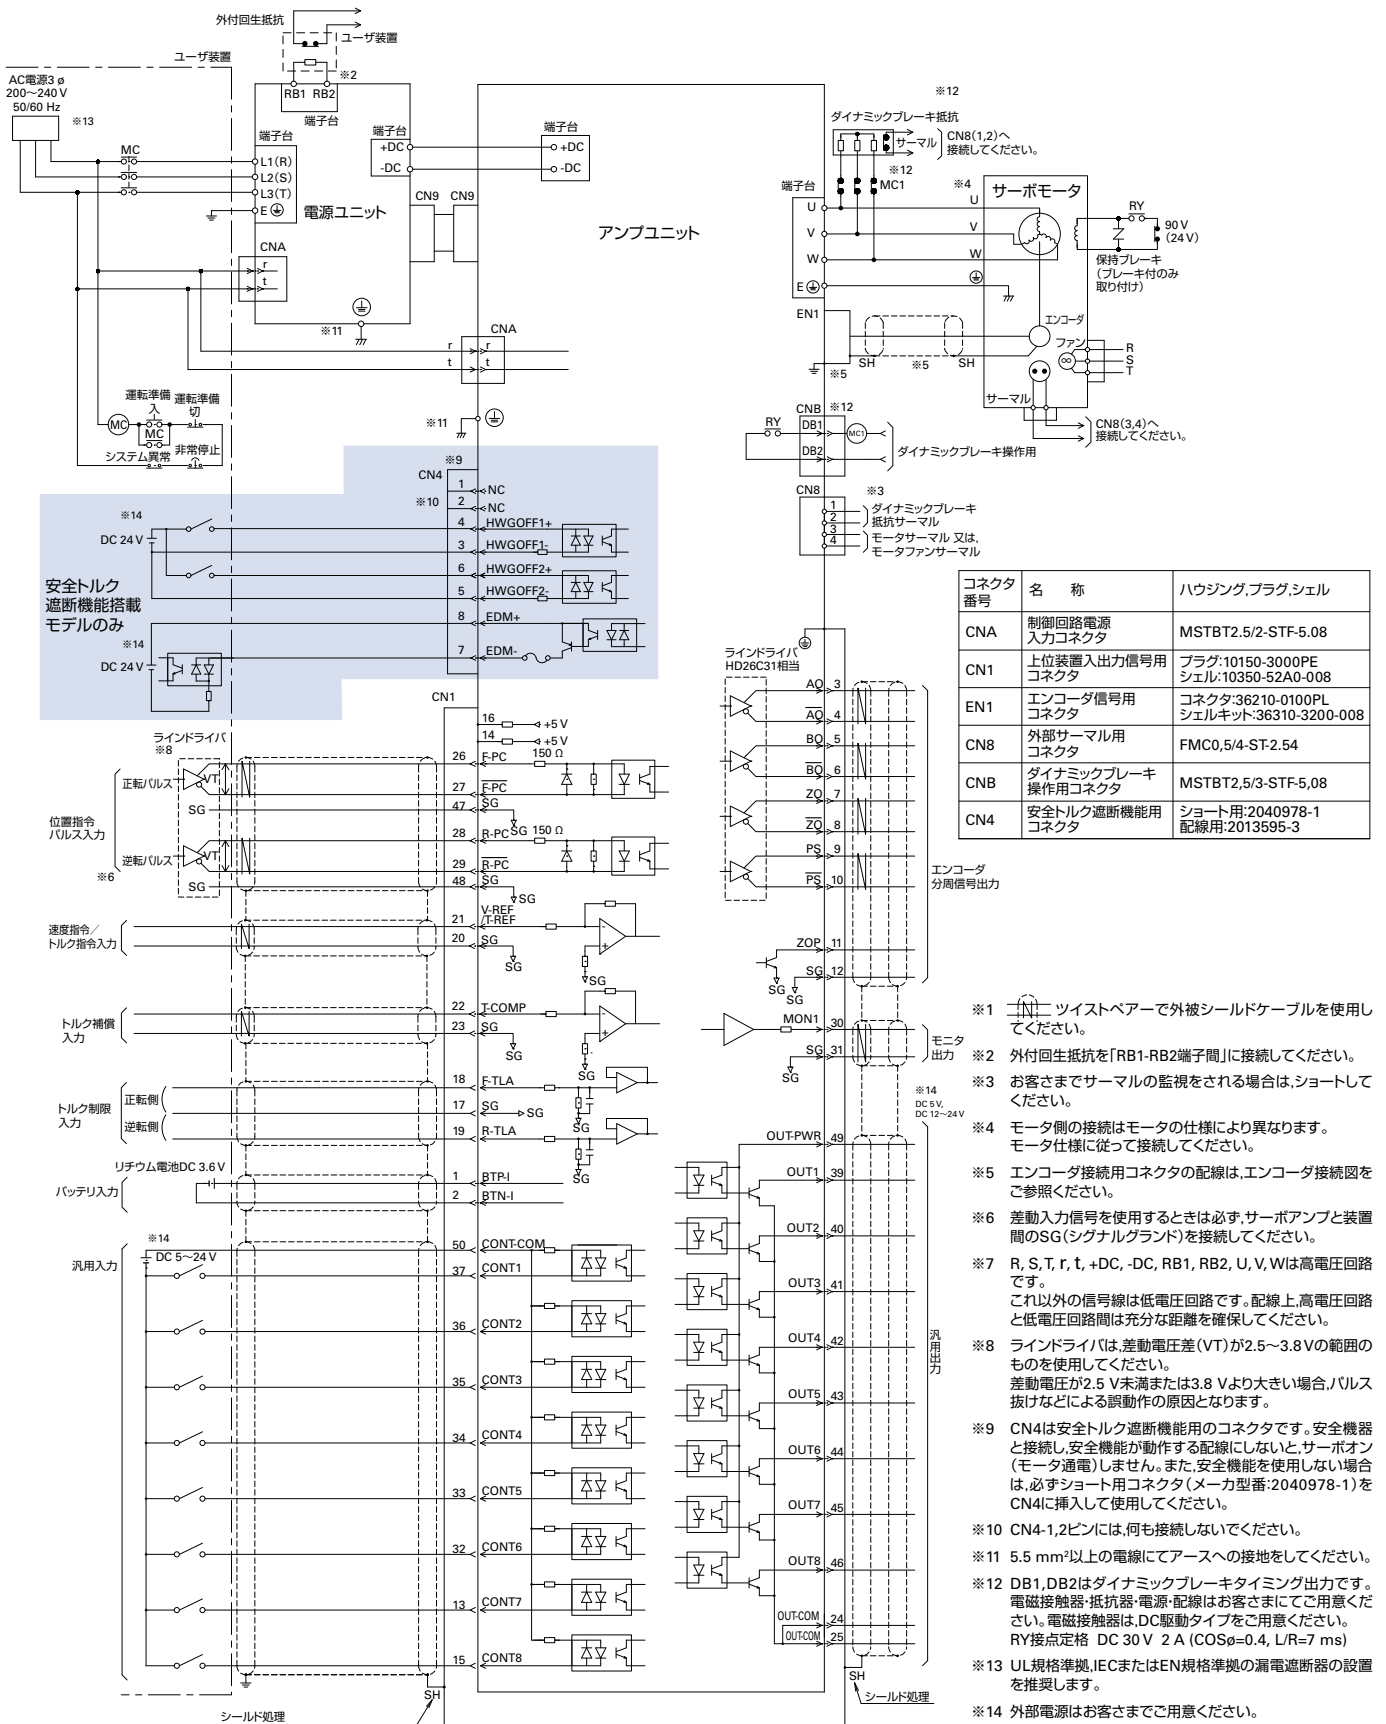 外付回生抵抗
ユーザ装置
※2
RB1 RB2
端子台
ユーザ装置
AC電源3 ø
200〜240 V
50/60 Hz
※13
MC
端子台
L1(R)
L2(S)
L3(T)
E
電源ユニット
端子台
+DC
-DC
端子台
+DC
-DC
CN9 CN9
アンプユニット
CNA
r
t
※11
CNA
r r
t t
※11
運転準備
入
運転準備
切
MC
MC
システム異常
非常停止
※12
ダイナミックブレーキ抵抗
サーマル
CN8(1,2)へ
接続してください。
※12
MC1
端子台
U
V
W
E
※4
U
V
W
サーボモータ
RY
90 V
(24 V)
保持ブレーキ
(ブレーキ付のみ
取り付け)
EN1
SH
※5
SH
※5
エンコーダ
ファン
R
S
T
サーマル
CN8(3,4)へ
接続してください。
CNB ※12
RY
DB1
DB2
MC1
ダイナミックブレーキ操作用
CN8
※3
1
2
3
4
ダイナミックブレーキ
抵抗サーマル
モータサーマル 又は,
モータファンサーマル
※9
CN4
※10
1 NC
2 NC
4 HWGOFF1+
3 HWGOFF1-
6 HWGOFF2+
5 HWGOFF2-
8 EDM+
7 EDM-
※14
DC 24 V
安全トルク
遮断機能搭載
モデルのみ
※14
DC 24 V
CN1
16 +5 V
14 +5 V
ラインドライバ
※8
位置指令
パルス入力
※6
正転パルス
VT
SG
逆転パルス
VT
SG
26 F-PC 150 Ω
27 F-PC
47 SG
SG
28 R-PC 150 Ω
29 R-PC
48 SG
SG
速度指令／
トルク指令入力
21 V-REF
/T-REF
20 SG
SG
SG
トルク補償
入力
22 T-COMP
23 SG
SG
SG
トルク制限
入力
正転側
逆転側
18 F-TLA
17 SG
SG
SG
19 R-TLA
SG
リチウム電池DC 3.6 V
バッテリ入力
1 BTP-I
2 BTN-I
汎用入力
※14
DC 5〜24 V
50 CONT-COM
37 CONT1
36 CONT2
35 CONT3
34 CONT4
33 CONT5
32 CONT6
13 CONT7
15 CONT8
SH
シールド処理
ラインドライバ
HD26C31相当
AO 3
AO 4
BO 5
BO 6
ZO 7
ZO 8
PS 9
PS 10
エンコーダ
分周信号出力
ZOP 11
SG 12
SG
SG
MON1 30
SG 31
SG
モニタ
出力
※14
DC 5 V,
DC 12〜24 V
OUT-PWR 49
OUT1 39
OUT2 40
OUT3 41
OUT4 42
OUT5 43
OUT6 44
OUT7 45
OUT8 46
OUT-COM 24
OUT-COM 25
汎用出力
SH
シールド処理
コネクタ番号 名 称 ハウジング,プラグ,シェル
CNA 制御回路電源入力コネクタ MSTBT2.5/2-STF-5.08
CN1 上位装置入出力信号用コネクタ プラグ:10150-3000PE シェル:10350-52A0-008
EN1 エンコーダ信号用コネクタ コネクタ:36210-0100PL シェルキット:36310-3200-008
CN8 外部サーマル用コネクタ FMC0,5/4-ST-2.54
CNB ダイナミックブレーキ操作用コネクタ MSTBT2,5/3-STF-5,08
CN4 安全トルク遮断機能用コネクタ ショート用:2040978-1 配線用:2013595-3
※1 ツイストペアーで外被シールドケーブルを使用し
てください。
※2 外付回生抵抗を「RB1-RB2端子間」に接続してください。
※3 お客さまでサーマルの監視をされる場合は,ショートして
ください。
※4 モータ側の接続はモータの仕様により異なります。
モータ仕様に従って接続してください。
※5 エンコーダ接続用コネクタの配線は,エンコーダ接続図を
ご参照ください。
※6 差動入力信号を使用するときは必ず,サーボアンプと装置
間のSG(シグナルグランド)を接続してください。
※7 R, S,T, r, t, +DC, -DC, RB1, RB2, U, V, Wは高電圧回路
です。
これ以外の信号線は低電圧回路です。配線上,高電圧回路
と低電圧回路間は充分な距離を確保してください。
※8 ラインドライバは,差動電圧差(VT)が2.5〜3.8 Vの範囲の
ものを使用してください。
差動電圧が2.5 V未満または3.8 Vより大きい場合,パルス
抜けなどによる誤動作の原因となります。
※9 CN4は安全トルク遮断機能用のコネクタです。安全機器
と接続し,安全機能が動作する配線にしないと,サーボオン
(モータ通電)しません。また,安全機能を使用しない場合
は,必ずショート用コネクタ(メーカ型番:2040978-1)を
CN4に挿入して使用してください。
※10 CN4-1,2ピンには,何も接続しないでください。
※11 5.5 mm²以上の電線にてアースへの接地をしてください。
※12 DB1,DB2はダイナミックブレーキタイミング出力です。
電磁接触器・抵抗器・電源・配線はお客さまにてご用意くだ
さい。電磁接触器は,DC駆動タイプをご用意ください。
RY接点定格 DC 30 V 2 A (COSø=0.4, L/R=7 ms)
※13 UL規格準拠,IECまたはEN規格準拠の漏電遮断器の設置
を推奨します。
※14 外部電源はお客さまでご用意ください。